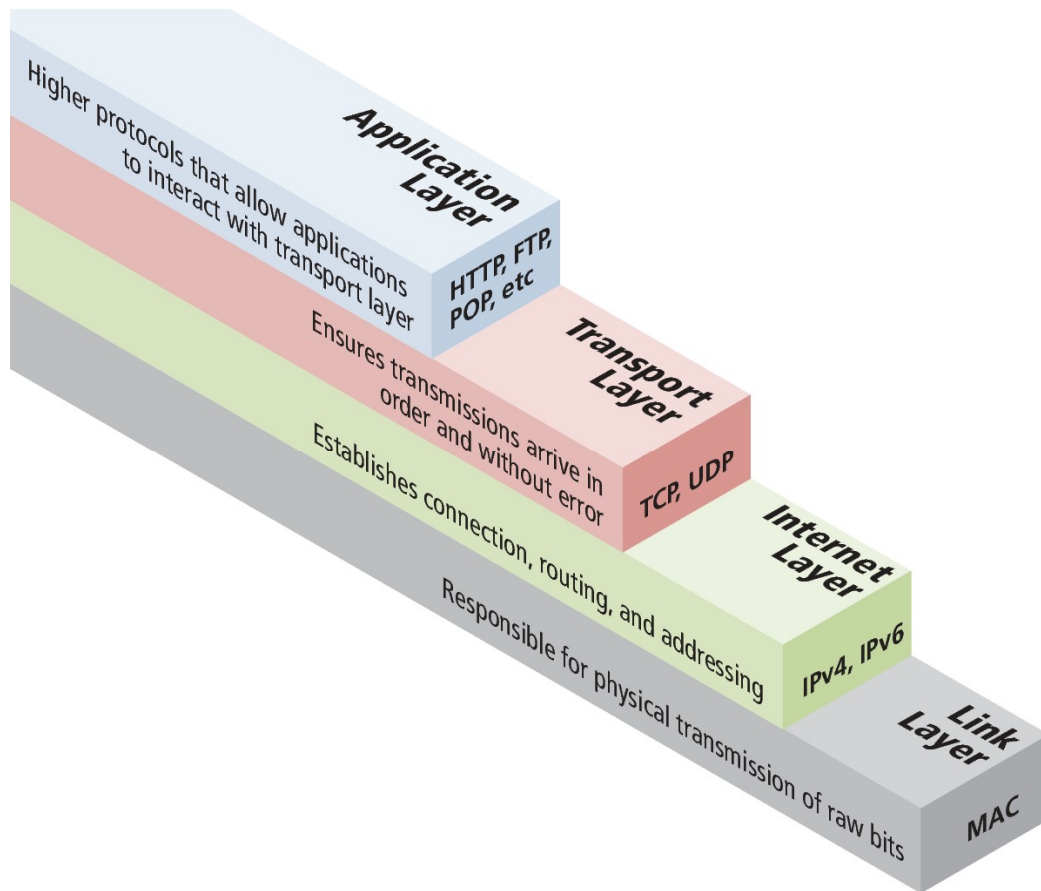 Application
Layer
Higher protocols that allow applications
to interact with transport layer
HTTP, FTP,
POP, etc
Transport
Layer
Ensures transmissions arrive in
order and without error
TCP, UDP
Internet
Layer
Establishes connection, routing, and addressing
IPv4, IPv6
Link
Layer
Responsible for physical transmission of raw bits
MAC